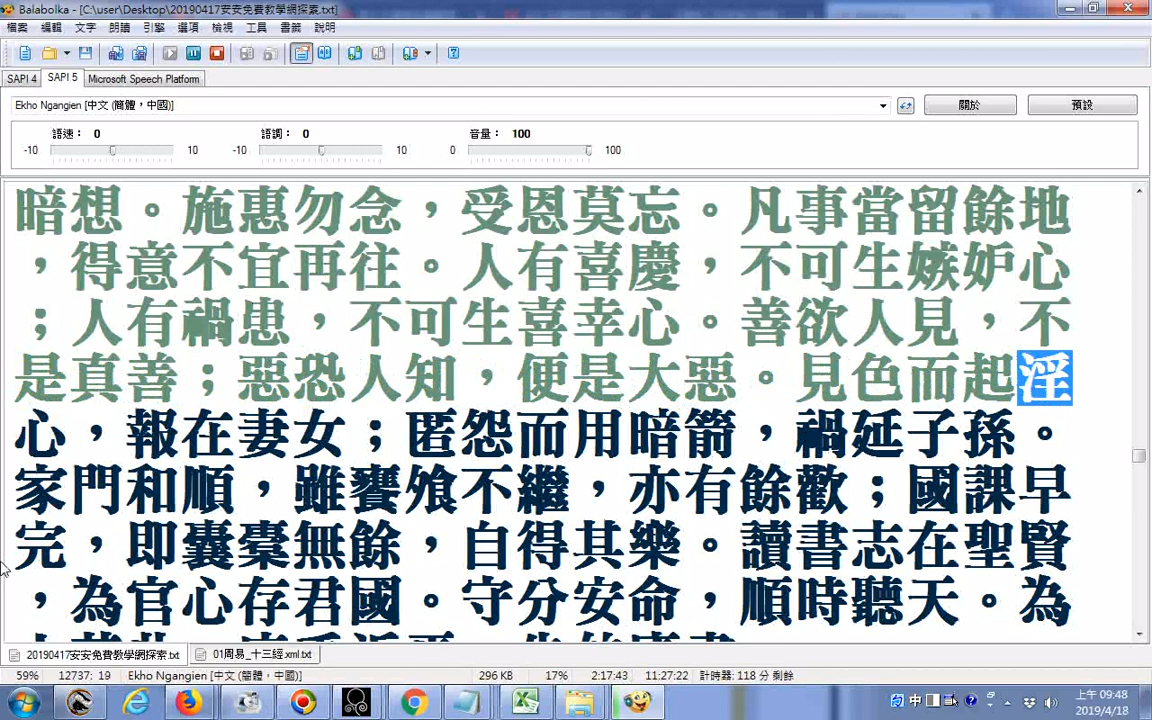 Balabolka - [C:\user\Desktop\20190417安安免費教學網探索.txt]
檔案 編輯 文字 朗讀 引擎 選項 檢視 工具 書籤 說明
SAPI 4 SAPI 5 Microsoft Speech Platform
Ekho Ngangien [中文 (簡體，中國)] 關於 預設
語速： 0 語調： 0 音量： 100
-10 10 -10 10 0 100
暗想。施惠勿念，受恩莫忘。凡事當留餘地
，得意不宜再往。人有喜慶，不可生嫉妒心
；人有禍患，不可生喜幸心。善欲人見，不
是真善；惡恐人知，便是大惡。見色而起淫
心，報在妻女；匿怨而用暗箭，禍延子孫。
家門和順，雖饔飧不繼，亦有餘歡；國課早
完，即囊橐無餘，自得其樂。讀書志在聖賢
，為官心存君國。守分安命，順時聽天。為
20190417安安免費教學網探索.txt 01周易_十三經.xml.txt
59% 12737: 19 Ekho Ngangien [中文 (簡體，中國)] 296 KB 17% 2:17:43 11:27:22 計時器: 118 分 剩餘
中
上午 09:48
2019/4/18